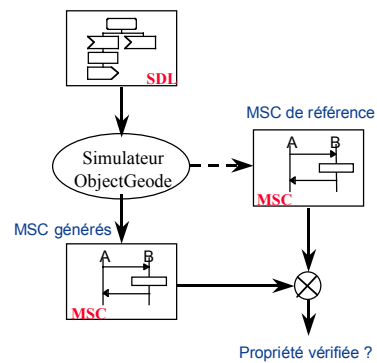 SDL
MSC de référence
A B
MSC
Simulateur
ObjectGeode
MSC générés
A B
MSC
Propriété vérifiée ?